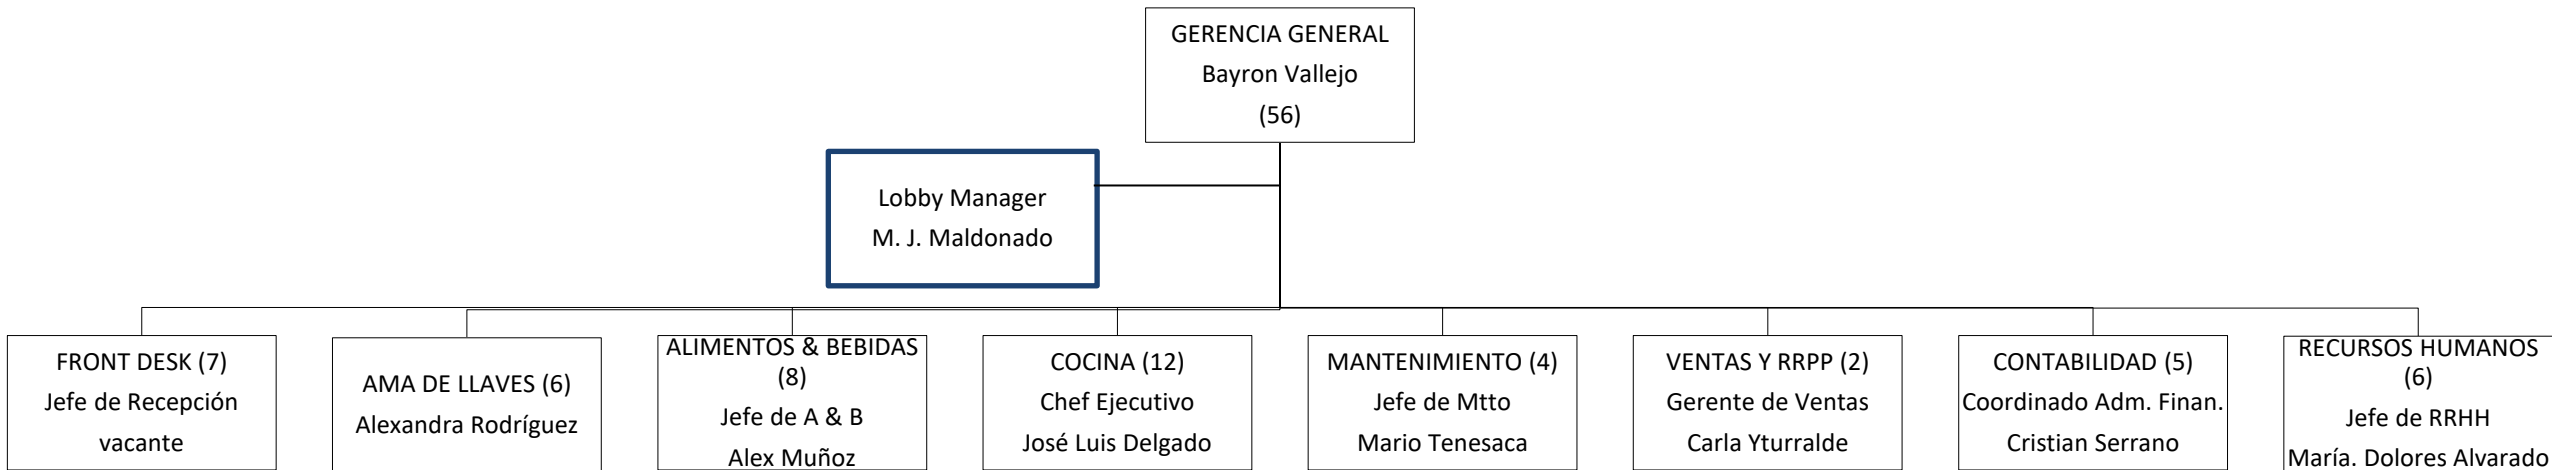 GERENCIA GENERAL
Bayron Vallejo
(56)
Lobby Manager
M. J. Maldonado
FRONT DESK (7)
Jefe de Recepción
vacante
AMA DE LLAVES (6)
Alexandra Rodríguez
ALIMENTOS & BEBIDAS
(8)
Jefe de A & B
Alex Muñoz
COCINA (12)
Chef Ejecutivo
José Luis Delgado
MANTENIMIENTO (4)
Jefe de Mtto
Mario Tenesaca
VENTAS Y RRPP (2)
Gerente de Ventas
Carla Yturralde
CONTABILIDAD (5)
Coordinado Adm. Finan.
Cristian Serrano
RECURSOS HUMANOS
(6)
Jefe de RRHH
María. Dolores Alvarado